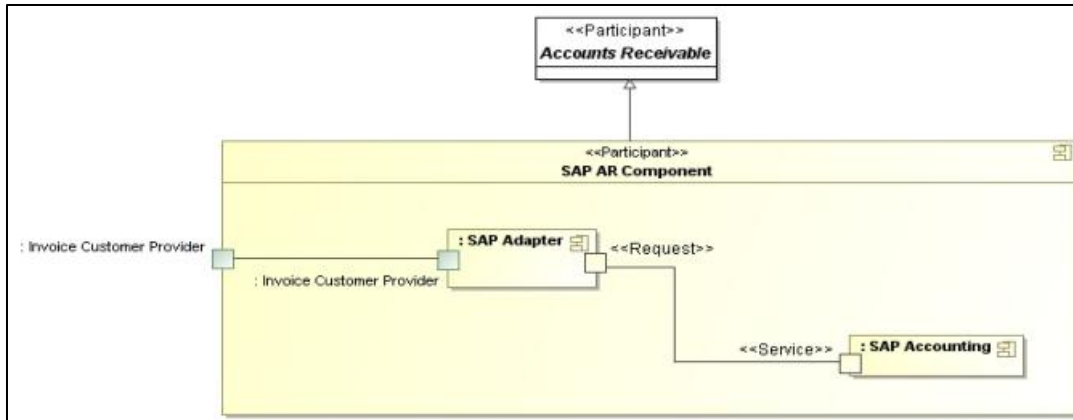 <<Participant>>
Accounts Receivable
<<Participant>>
SAP AR Component
: Invoice Customer Provider
: SAP Adapter
<<Request>>
: Invoice Customer Provider
<<Service>>
: SAP Accounting